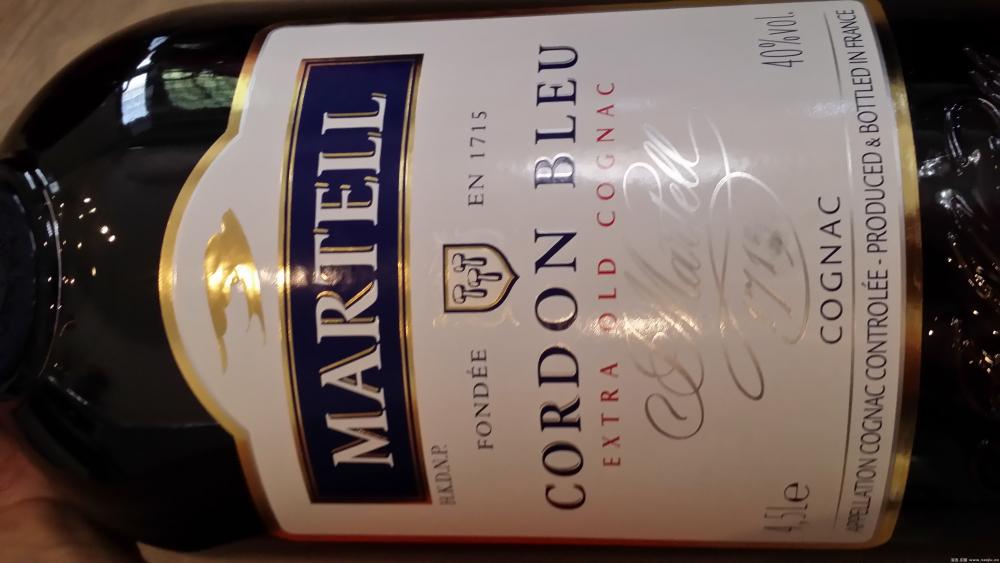 MARTELL
H.K.D.N.P.
FONDÉE EN 1715
CORDON BLEU
EXTRA OLD COGNAC
Martell
1715
COGNAC
4,5L e 40%vol.
APPELLATION COGNAC CONTROLÉE - PRODUCED & BOTTLED IN FRANCE